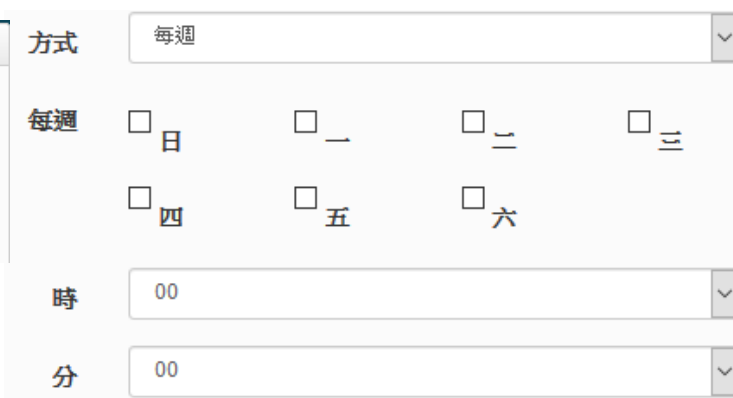 方式 每週
每週 日 一 二 三
四 五 六
時 00
分 00